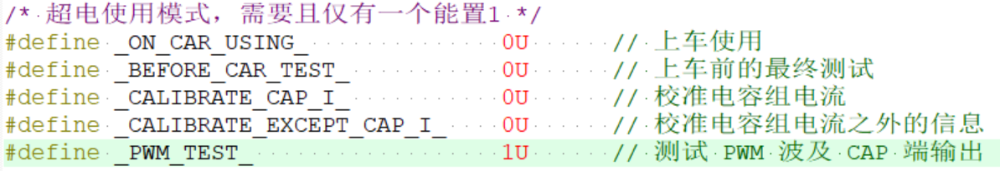 /* 超电使用模式，需要且仅有一个能置1 */
#define _ON_CAR_USING_ 0U // 上车使用
#define _BEFORE_CAR_TEST_ 0U // 上车前的最终测试
#define _CALIBRATE_CAP_I_ 0U // 校准电容组电流
#define _CALIBRATE_EXCEPT_CAP_I_ 0U // 校准电容组电流之外的信息
#define _PWM_TEST_ 1U // 测试 PWM 波及 CAP 端输出